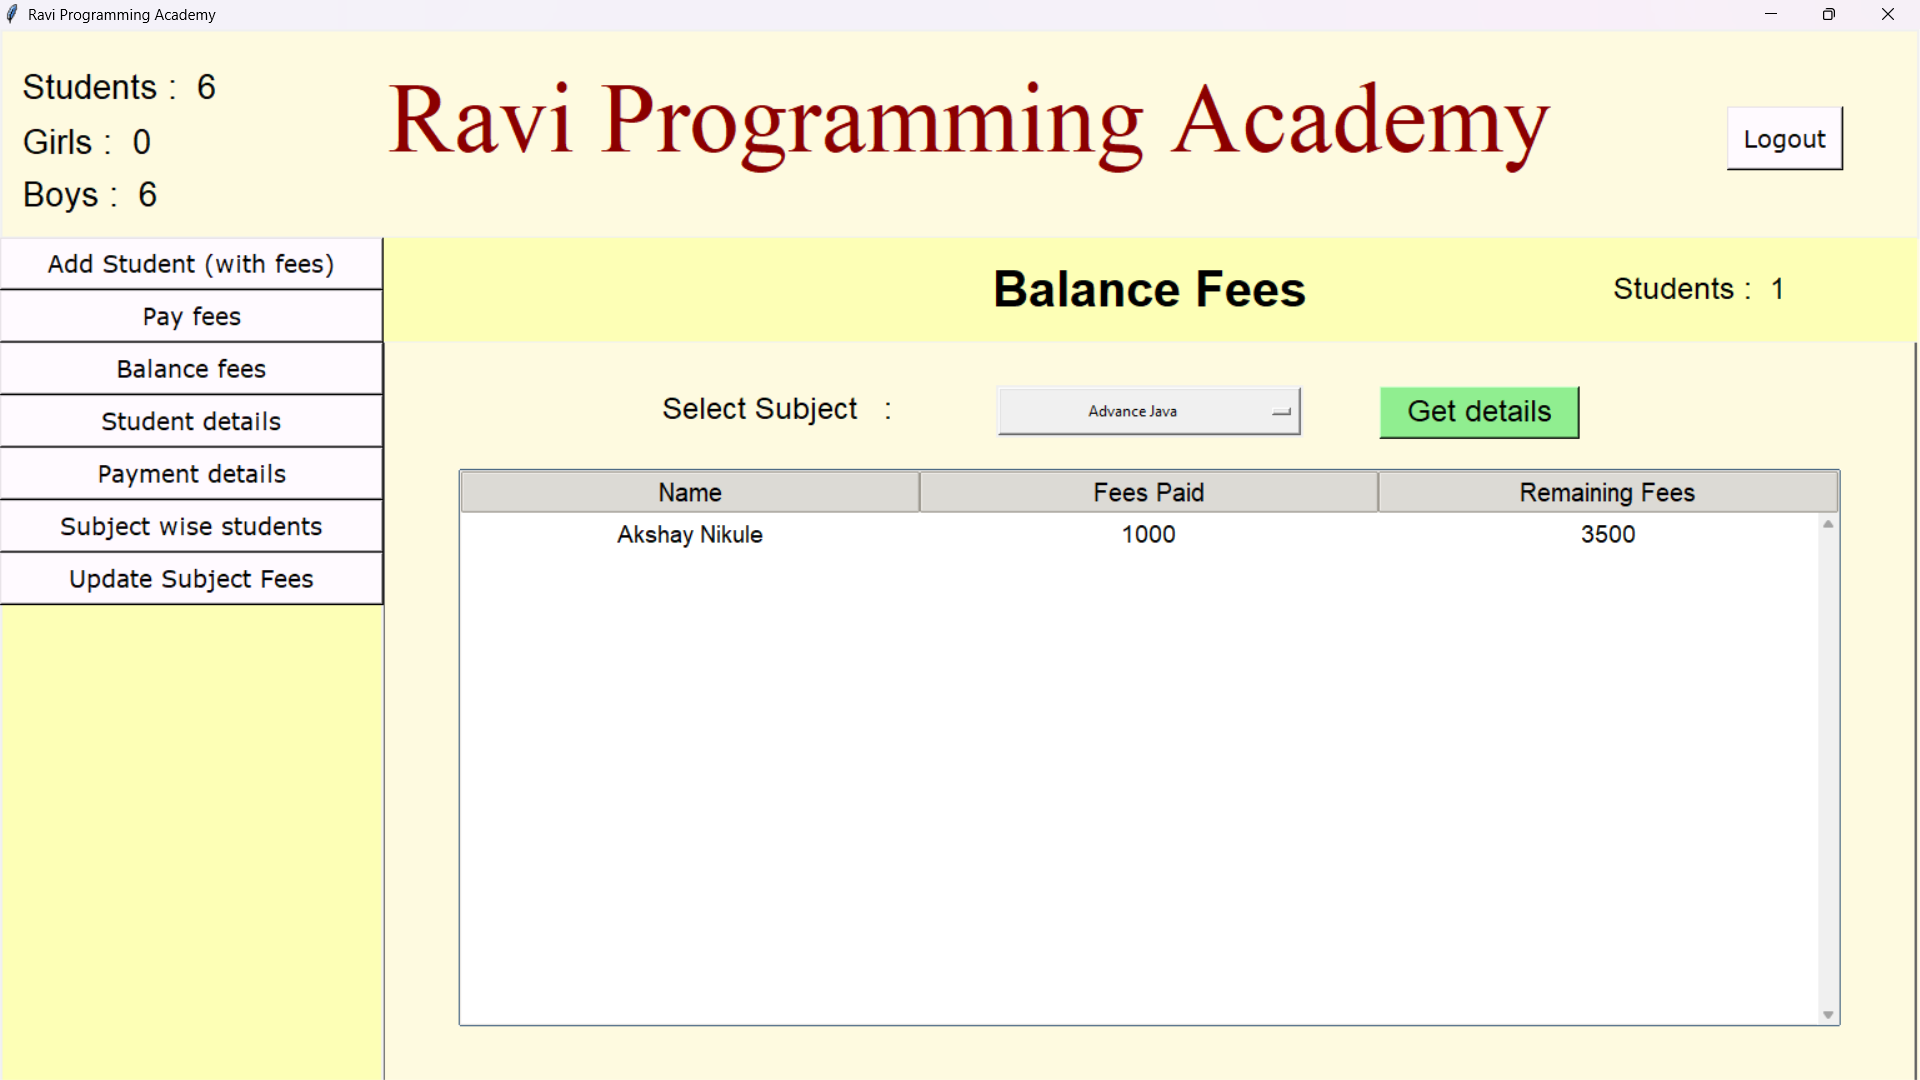 Ravi Programming Academy
Students : 6
Girls : 0
Boys : 6
Ravi Programming Academy
Logout
Add Student (with fees)
Pay fees
Balance fees
Student details
Payment details
Subject wise students
Update Subject Fees
Balance Fees
Students : 1
Select Subject :
Advance Java
Get details
Name Fees Paid Remaining Fees
Akshay Nikule 1000 3500